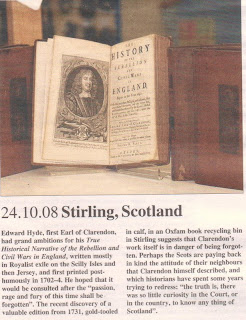 THE
HISTORY
OF THE
REBELLION
AND
CIVIL WARS
IN
ENGLAND
24.10.08 Stirling, Scotland
Edward Hyde, first Earl of Clarendon,
had grand ambitions for his True
Historical Narrative of the Rebellion and
Civil Wars in England, written mostly
in Royalist exile on the Scilly Isles and
then Jersey, and first printed post-
humously in 1702–4. He hoped that it
would be consulted after the "passion,
rage and fury of this time shall be
forgotten". The recent discovery of a
valuable edition from 1731, gold-tooled
in calf, in an Oxfam book recycling bin
in Stirling suggests that Clarendon's
work itself is in danger of being forgot-
ten. Perhaps the Scots are paying back
in kind the attitude of their neighbours
that Clarendon himself described, and
which historians have spent some years
trying to redress: "the truth is, there
was so little curiosity in the Court, or
in the country, to know any thing of
Scotland".